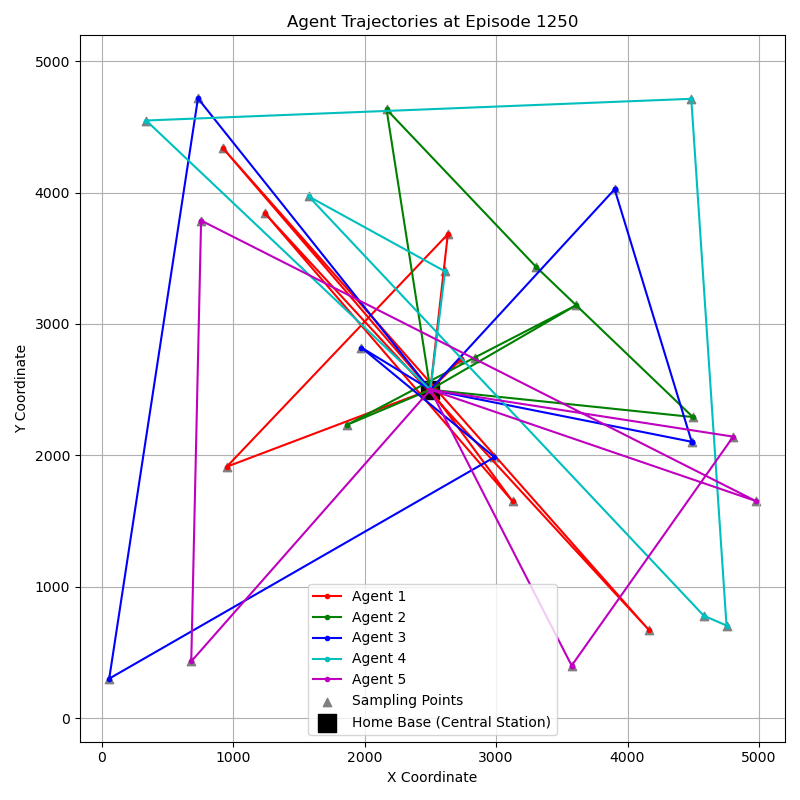 Agent Trajectories at Episode 1250
Y Coordinate
5000
4000
3000
2000
1000
0
Agent 1
Agent 2
Agent 3
Agent 4
Agent 5
Sampling Points
Home Base (Central Station)
0 1000 2000 3000 4000 5000
X Coordinate